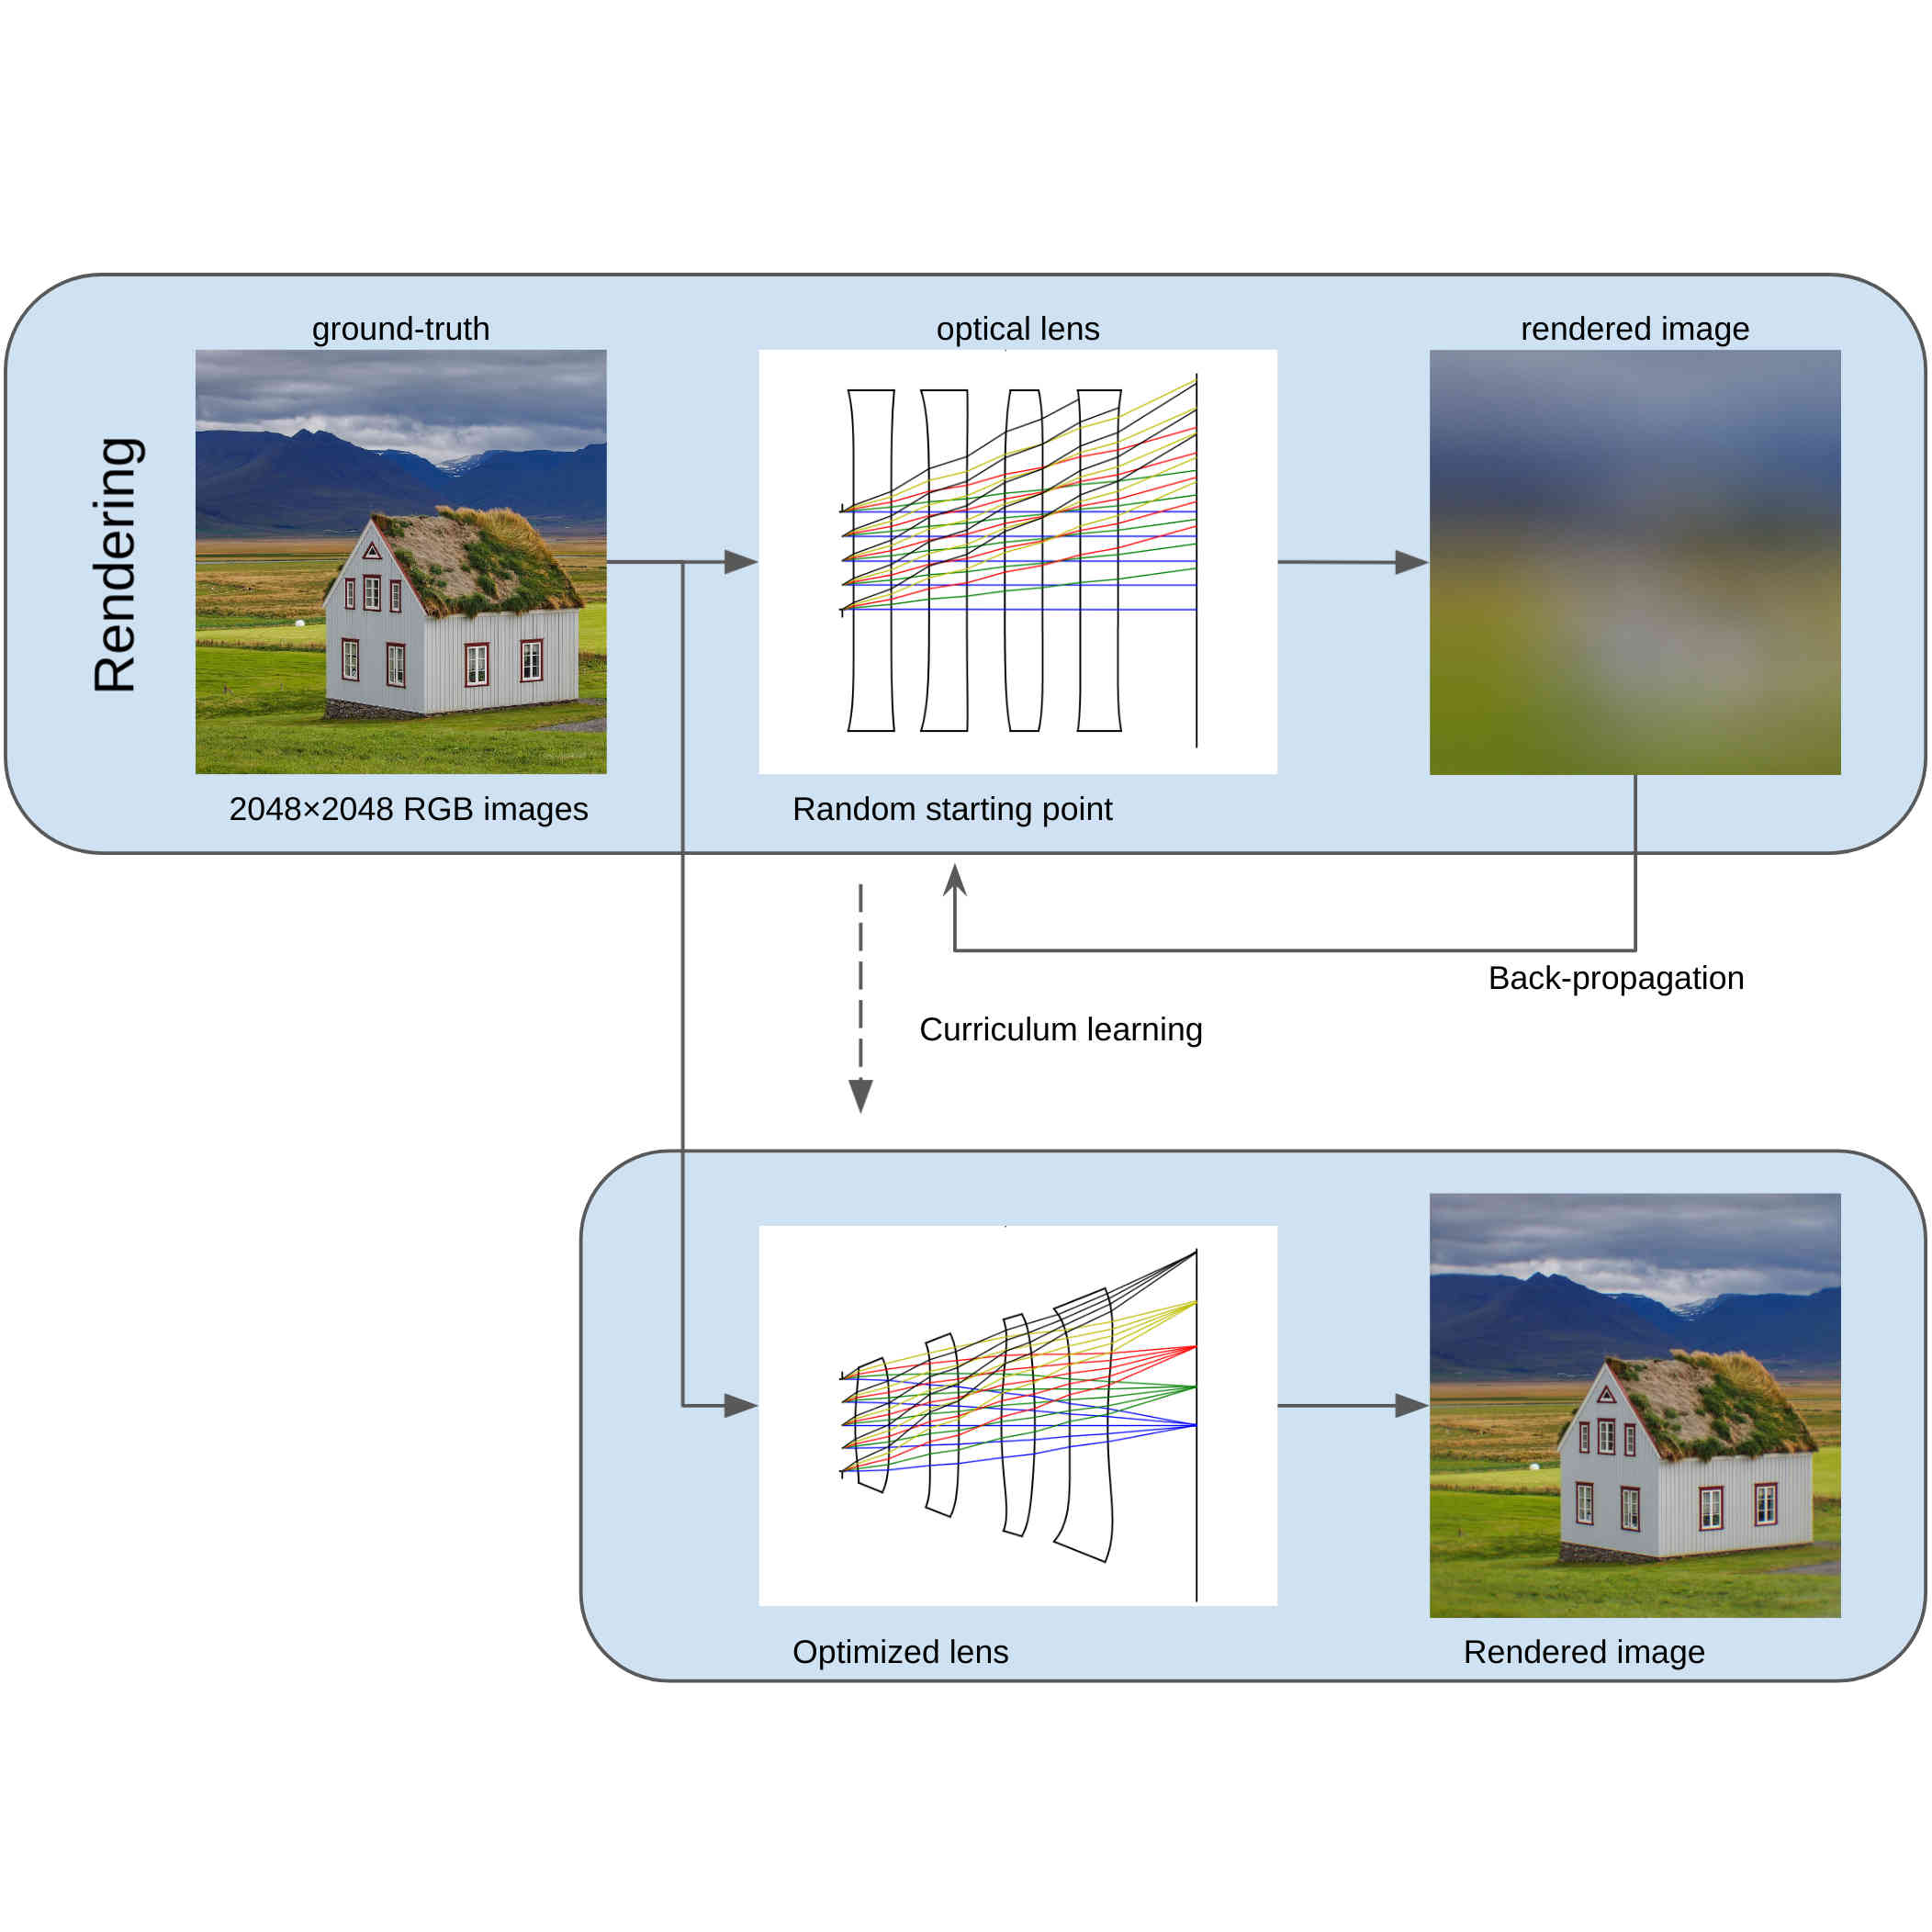 ground-truth
optical lens
rendered image
Rendering
2048×2048 RGB images
Random starting point
Back-propagation
Curriculum learning
Optimized lens
Rendered image